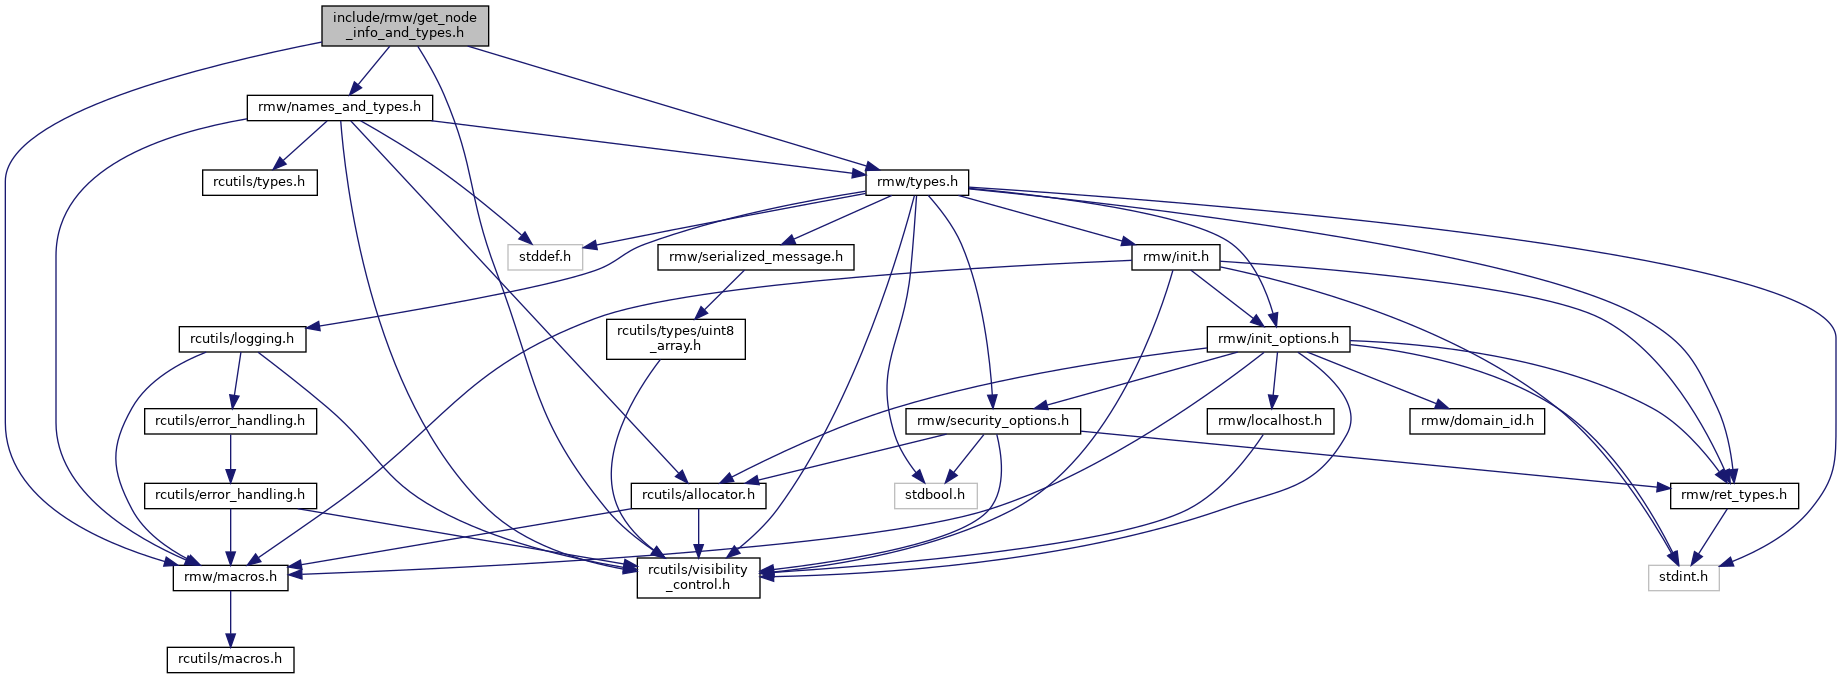 include/rmw/get_node
_info_and_types.h
rmw/names_and_types.h
rcutils/types.h
rmw/types.h
stddef.h
rmw/serialized_message.h
rmw/init.h
rcutils/logging.h
rcutils/types/uint8
_array.h
rmw/init_options.h
rcutils/error_handling.h
rmw/security_options.h
rmw/localhost.h
rmw/domain_id.h
rcutils/error_handling.h
rcutils/allocator.h
stdbool.h
rmw/ret_types.h
rmw/macros.h
rcutils/visibility
_control.h
stdint.h
rcutils/macros.h